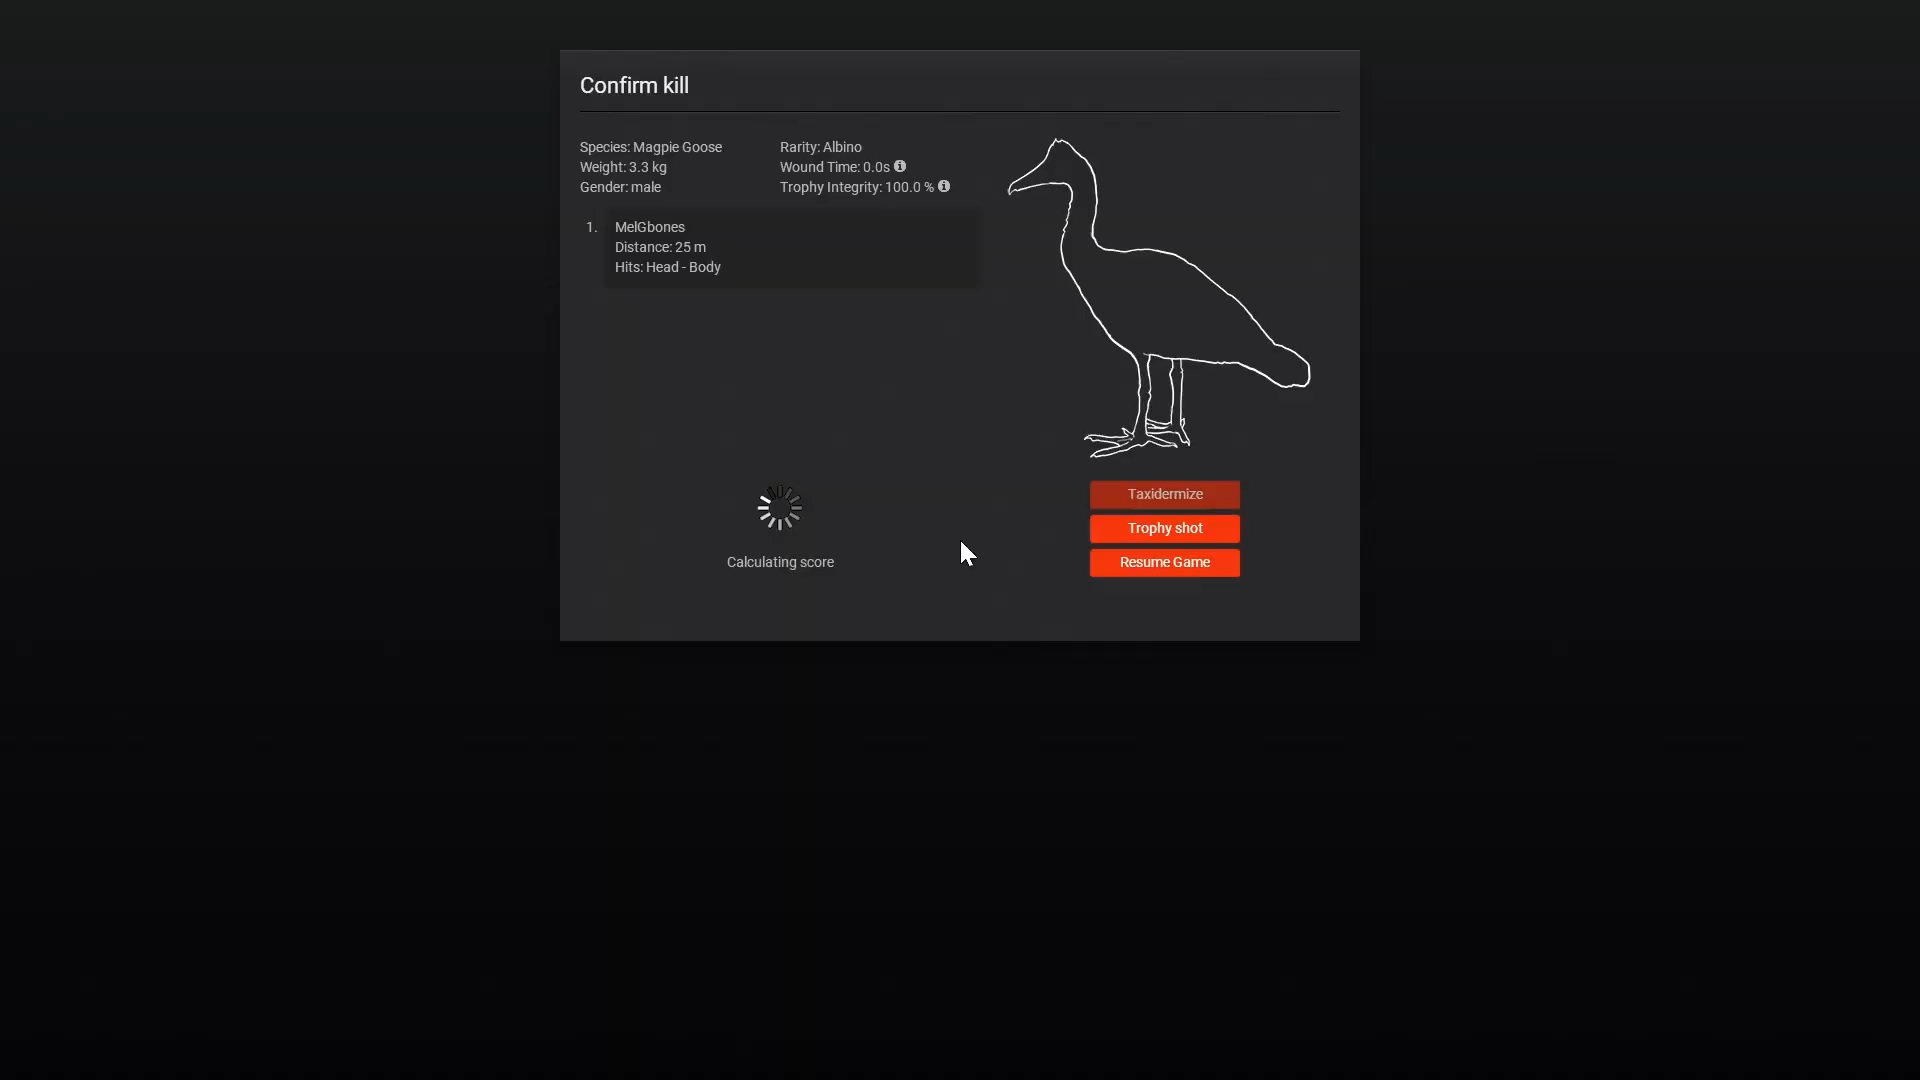 Confirm kill
Species: Magpie Goose
Weight: 3.3 kg
Gender: male
Rarity: Albino
Wound Time: 0.0s
Trophy Integrity: 100.0 %
1.
MelGbones
Distance: 25 m
Hits: Head - Body
Calculating score
Taxidermize
Trophy shot
Resume Game